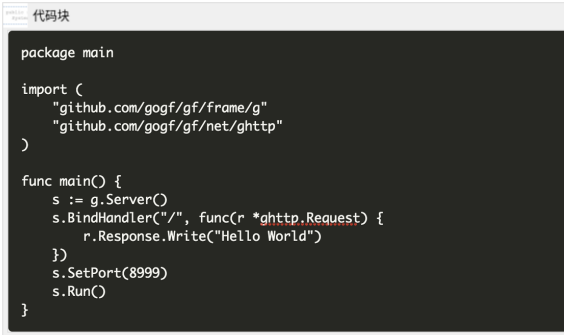 代码块
package main

import (
    "github.com/gogf/gf/frame/g"
    "github.com/gogf/gf/net/ghttp"
)

func main() {
    s := g.Server()
    s.BindHandler("/", func(r *ghttp.Request) {
        r.Response.Write("Hello World")
    })
    s.SetPort(8999)
    s.Run()
}